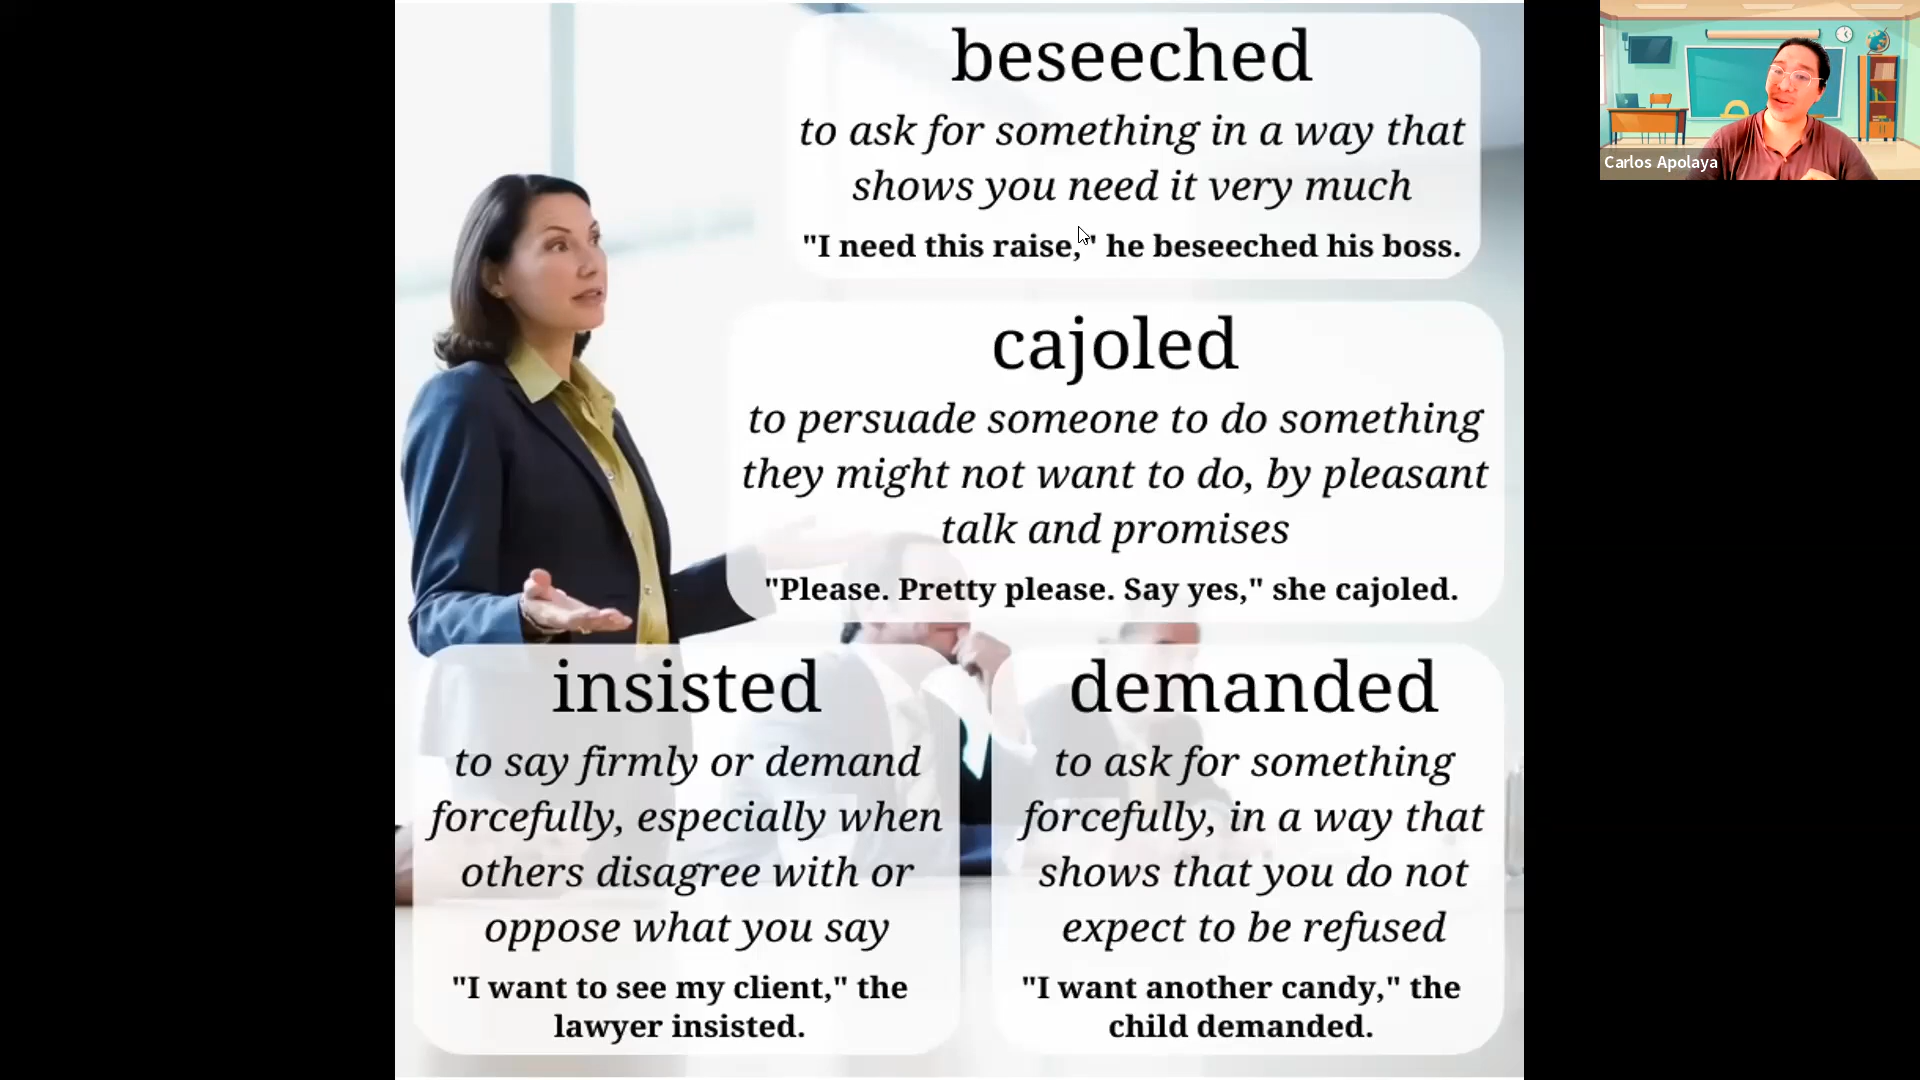 beseeched
to ask for something in a way that
shows you need it very much
"I need this raise," he beseeched his boss.
cajoled
to persuade someone to do something
they might not want to do, by pleasant
talk and promises
"Please. Pretty please. Say yes," she cajoled.
insisted
to say firmly or demand
forcefully, especially when
others disagree with or
oppose what you say
"I want to see my client," the
lawyer insisted.
demanded
to ask for something
forcefully, in a way that
shows that you do not
expect to be refused
"I want another candy," the
child demanded.
Carlos Apolaya